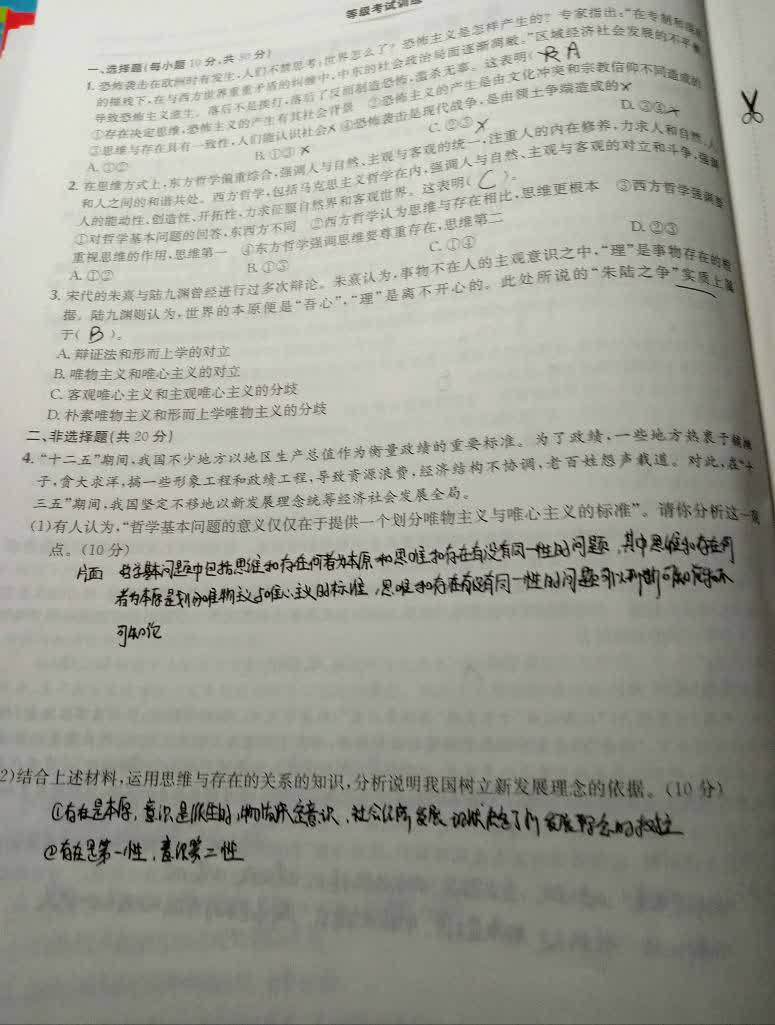 等级考试训练
一、选择题(每小题10分,共30分)
1. 恐怖袭击在欧洲时有发生,人们不禁思考:世界怎么了?恐怖主义是怎样产生的?专家指出:“在专制和强
的缠线下,在与西方世界重重矛盾的纠缠中,中东的社会政治局面逐渐凋敝。”“区域经济社会发展的不平衡
导致恐怖主义滋生。落后不是挨打,落后了反而制造恐怖,滥杀无辜。这表明( A
①存在决定思维,恐怖主义的产生有其社会背景 ②恐怖主义的产生是由文化冲突和宗教信仰不同造成的
③思维与存在具有一致性,人们能认识社会 ④恐怖袭击是现代战争,是由领土争端造成的
A. ①② B. ①③ C. ②③ D. ③④
2. 在思维方式上,东方哲学偏重综合,强调人与自然、主观与客观的统一,注重人的内在修养,力求人和自然、人
和人之间的和谐共处。西方哲学,包括马克思主义哲学在内,强调人与自然、主观与客观的对立和斗争,强调
人的能动性、创造性、开拓性,力求征服自然界和客观世界。这表明( C )。
①对哲学基本问题的回答,东西方不同 ②西方哲学认为思维与存在相比,思维更根本 ③西方哲学强调要
重视思维的作用,思维第一 ④东方哲学强调思维要尊重存在,思维第二
A. ①② B. ①③ C. ①④ D. ②③
3. 宋代的朱熹与陆九渊曾经进行过多次辩论。朱熹认为,事物不在人的主观意识之中,“理”是事物存在的根
据。陆九渊则认为,世界的本原便是“吾心”,“理”是离不开心的。此处所说的“朱陆之争”实质上属
于( B )。
A. 辩证法和形而上学的对立
B. 唯物主义和唯心主义的对立
C. 客观唯心主义和主观唯心主义的分歧
D. 朴素唯物主义和形而上学唯物主义的分歧
二、非选择题(共20分)
4. “十二五”期间,我国不少地方以地区生产总值作为衡量政绩的重要标准。为了政绩,一些地方热衷于铺摊
子,贪大求洋,搞一些形象工程和政绩工程,导致资源浪费,经济结构不协调,老百姓怨声载道。对此,在“十
三五”期间,我国坚定不移地以新发展理念统筹经济社会发展全局。
(1)有人认为,“哲学基本问题的意义仅仅在于提供一个划分唯物主义与唯心主义的标准”。请你分析这一观
点。(10分)
片面 哲学基本问题中包括思维和存在何者为本原和思维和存在有没有同一性的问题,其中思维和存在何
者为本原是划分唯物主义与唯心主义的标准,思维和存在有没有同一性的问题可以判断可知论和不
可知论
2)结合上述材料,运用思维与存在的关系的知识,分析说明我国树立新发展理念的依据。(10分)
①存在是本原,意识是派生的,物质决定意识,社会经济发展 决定了 发展理念的树立
②存在是第一性,意识第二性